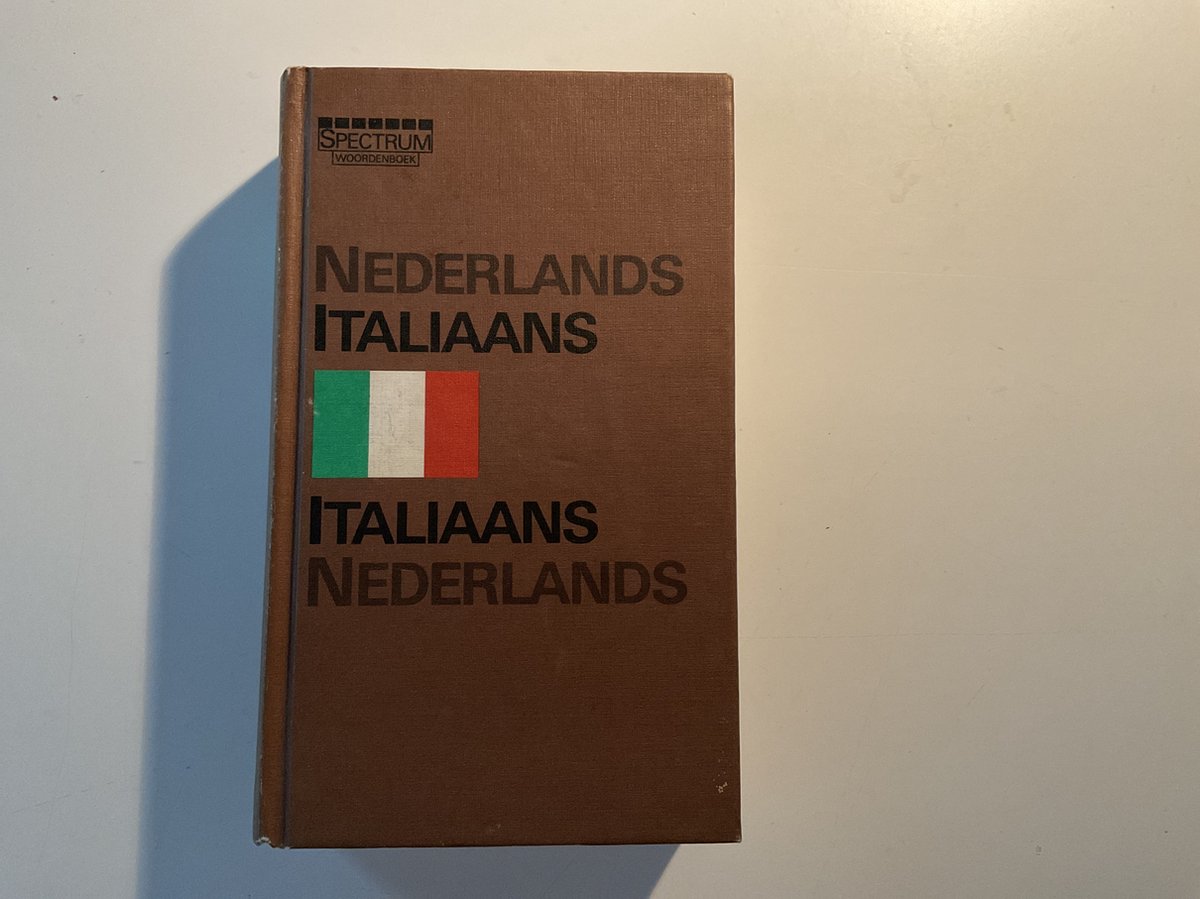 SPECTRUM
WOORDENBOEK
NEDERLANDS
ITALIAANS
ITALIAANS
NEDERLANDS